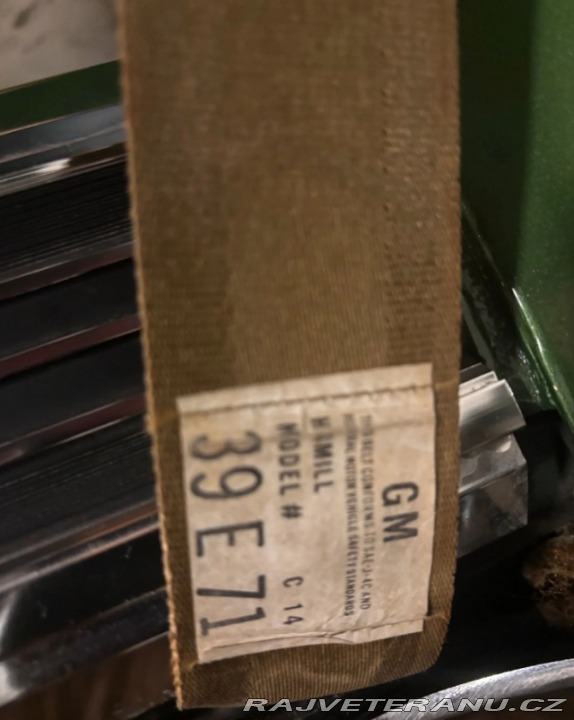 GM
THIS BELT CONFORMS TO SAE-J-4C AND
FEDERAL MOTOR VEHICLE SAFETY STANDARDS
HAMILL
MODEL # C 14
39 E 71
RAJVETERANU.CZ